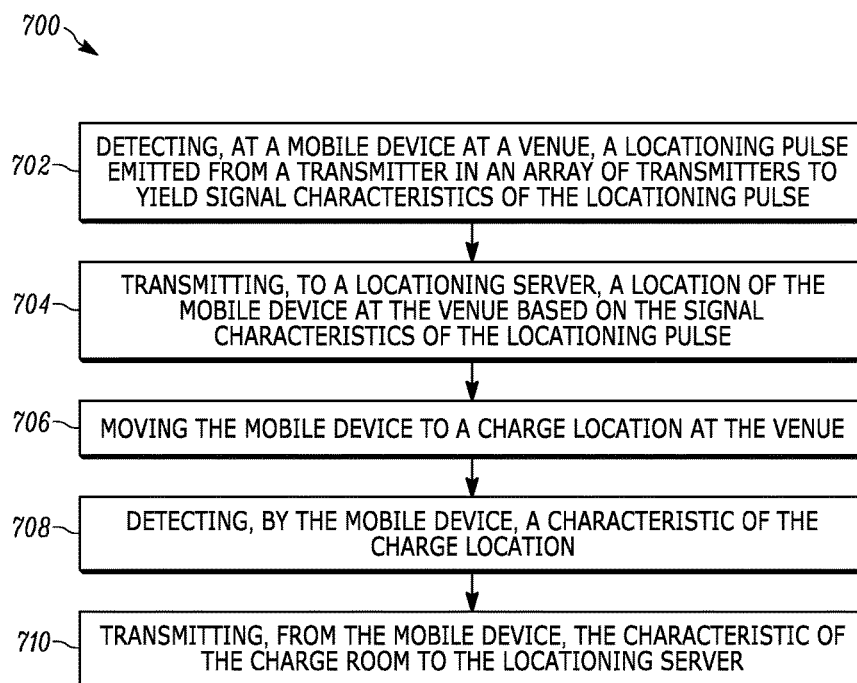 700
702
DETECTING, AT A MOBILE DEVICE AT A VENUE, A LOCATIONING PULSE
EMITTED FROM A TRANSMITTER IN AN ARRAY OF TRANSMITTERS TO
YIELD SIGNAL CHARACTERISTICS OF THE LOCATIONING PULSE
704
TRANSMITTING, TO A LOCATIONING SERVER, A LOCATION OF THE
MOBILE DEVICE AT THE VENUE BASED ON THE SIGNAL
CHARACTERISTICS OF THE LOCATIONING PULSE
706
MOVING THE MOBILE DEVICE TO A CHARGE LOCATION AT THE VENUE
708
DETECTING, BY THE MOBILE DEVICE, A CHARACTERISTIC OF THE
CHARGE LOCATION
710
TRANSMITTING, FROM THE MOBILE DEVICE, THE CHARACTERISTIC OF
THE CHARGE ROOM TO THE LOCATIONING SERVER